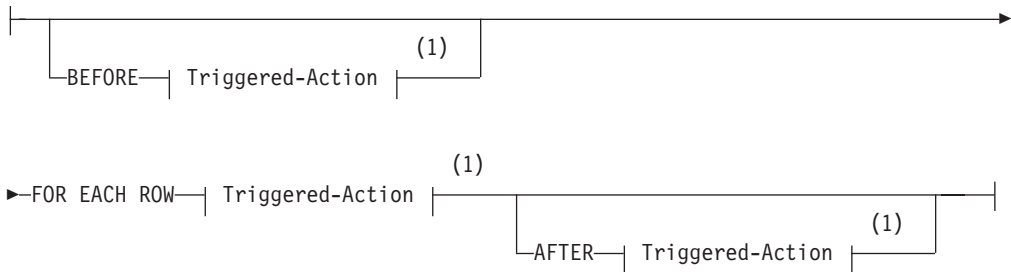 (1)
BEFORE Triggered-Action
(1)
FOR EACH ROW Triggered-Action
(1)
AFTER Triggered-Action